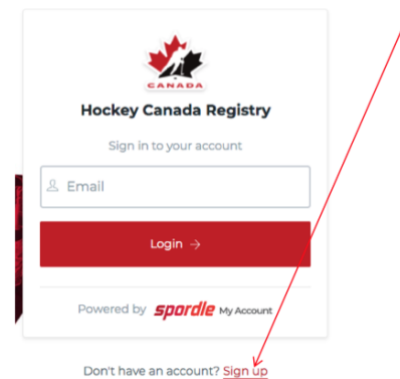 CANADA
Hockey Canada Registry
Sign in to your account
Email
Login →
Powered by spordle My Account
Don't have an account? Sign up